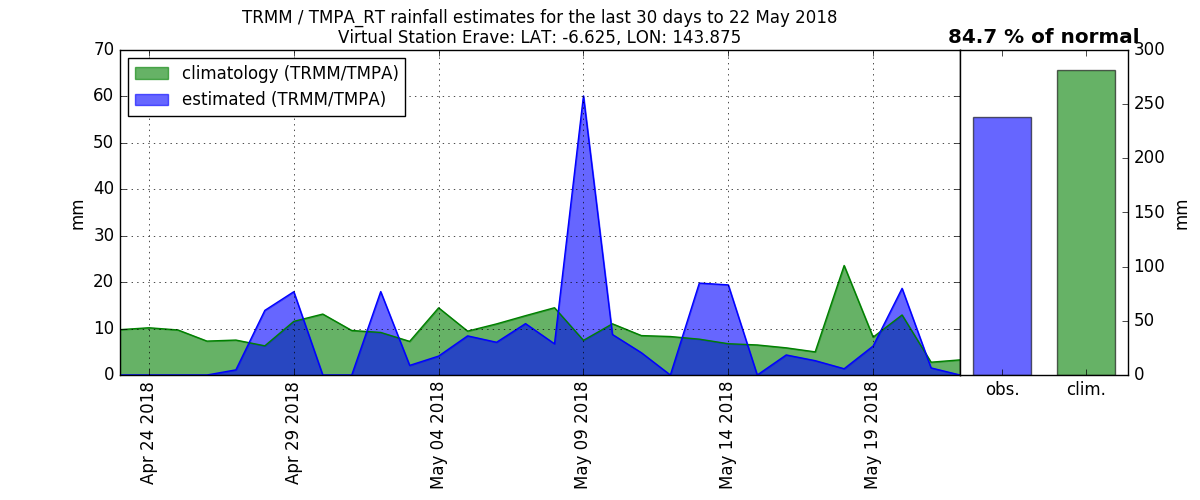 TRMM / TMPA_RT rainfall estimates for the last 30 days to 22 May 2018
Virtual Station Erave: LAT: -6.625, LON: 143.875
84.7 % of normal
climatology (TRMM/TMPA)
estimated (TRMM/TMPA)
70
60
50
40
30
20
10
0
mm
Apr 24 2018
Apr 29 2018
May 04 2018
May 09 2018
May 14 2018
May 19 2018
300
250
200
150
100
50
0
mm
obs.
clim.